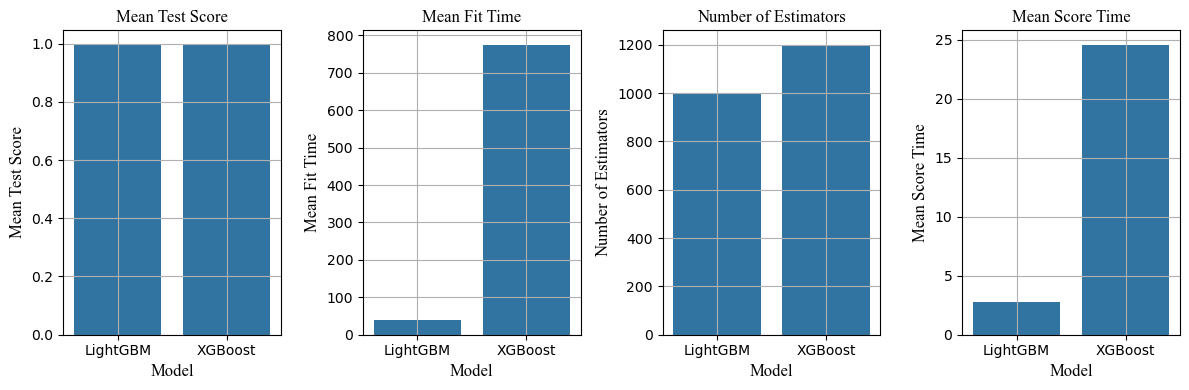 Mean Test Score
Mean Test Score
1.0
0.8
0.6
0.4
0.2
0.0
LightGBM XGBoost
Model
Mean Fit Time
Mean Fit Time
800
700
600
500
400
300
200
100
0
LightGBM XGBoost
Model
Number of Estimators
Number of Estimators
1200
1000
800
600
400
200
0
LightGBM XGBoost
Model
Mean Score Time
Mean Score Time
25
20
15
10
5
0
LightGBM XGBoost
Model